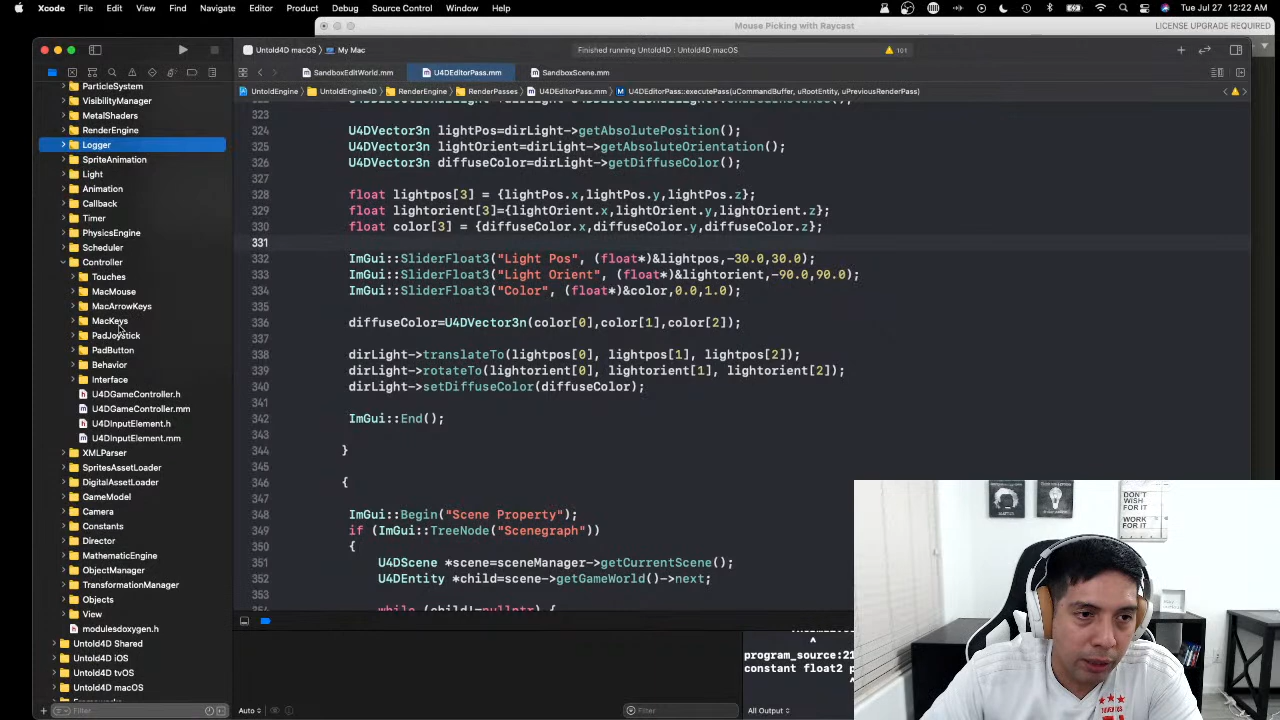 Xcode File Edit View Find Navigate Editor Product Debug Source Control Window Help
Tue Jul 27 12:22 AM
Mouse Picking with Raycast
LICENSE UPGRADE REQUIRED
Untold4D macOS
My Mac
Finished running Untold4D macOS : Untold4D macOS
101
SandboxEditWorld.mm
U4DEditorPass.mm
SandboxScene.mm
UntoldEngine
UntoldEngine4D
RenderEngine
RenderPasses
U4DEditorPass.mm
U4DEditorPass::executePass(uCommandBuffer, uRootEntity, uPreviousRenderPass)
ParticleSystem
VisibilityManager
MetalShaders
RenderEngine
Logger
SpriteAnimation
Light
Animation
Callback
Timer
PhysicsEngine
Scheduler
Controller
Touches
MacMouse
MacArrowKeys
MacKeys
PadJoystick
PadButton
Behavior
Interface
U4DGameController.h
U4DGameController.mm
U4DInputElement.h
U4DInputElement.mm
XMLParser
SpritesAssetLoader
DigitalAssetLoader
GameModel
Camera
Constants
Director
MathematicEngine
ObjectManager
TransformationManager
Objects
View
modulesdoxygen.h
Untold4D Shared
Untold4D iOS
Untold4D tvOS
Untold4D macOS
Filter
323
324 U4DVector3n lightPos=dirLight->getAbsolutePosition();
325 U4DVector3n lightOrient=dirLight->getAbsoluteOrientation();
326 U4DVector3n diffuseColor=dirLight->getDiffuseColor();
328 float lightpos[3] = {lightPos.x,lightPos.y,lightPos.z};
329 float lightorient[3]={lightOrient.x,lightOrient.y,lightOrient.z};
330 float color[3] = {diffuseColor.x,diffuseColor.y,diffuseColor.z};
331
332 ImGui::SliderFloat3("Light Pos", (float*)&lightpos,-30.0,30.0);
333 ImGui::SliderFloat3("Light Orient", (float*)&lightorient,-90.0,90.0);
334 ImGui::SliderFloat3("Color", (float*)&color,0.0,1.0);
335
336 diffuseColor=U4DVector3n(color[0],color[1],color[2]);
337
338 dirLight->translateTo(lightpos[0], lightpos[1], lightpos[2]);
339 dirLight->rotateTo(lightorient[0], lightorient[1], lightorient[2]);
340 dirLight->setDiffuseColor(diffuseColor);
341
342 ImGui::End();
343
344 }
345
346 {
347
348 ImGui::Begin("Scene Property");
349 if (ImGui::TreeNode("Scenegraph"))
350 {
351 U4DScene *scene=sceneManager->getCurrentScene();
352 U4DEntity *child=scene->getGameWorld()->next;
353
while (child!=nullptr) {
Auto
Filter
All Output
^
program_source:21
constant float2 p
DON'T
WISH
FOR IT
WORK
FOR IT